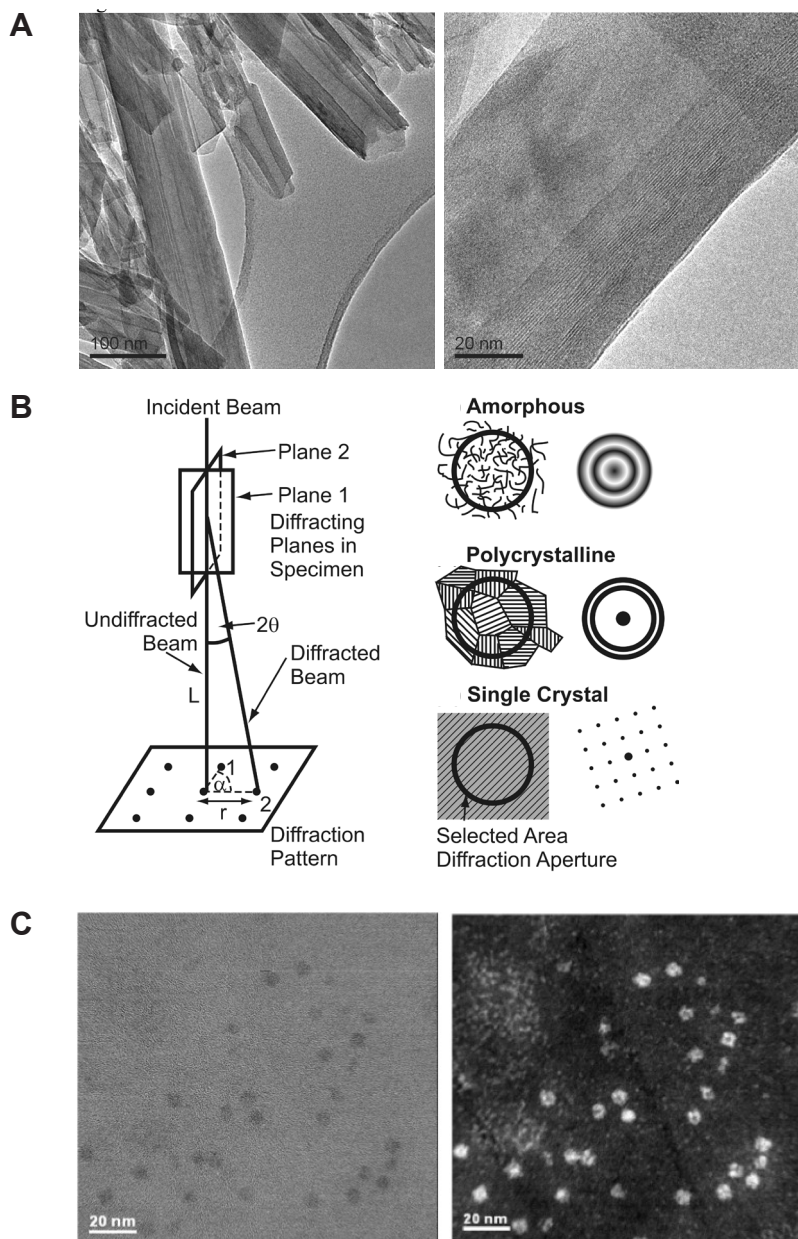 A
100 nm
20 nm
B
Incident Beam
Plane 2
Plane 1
Diffracting
Planes in
Specimen
Undiffracted
Beam
2θ
Diffracted
Beam
L
1
α
2
r
Diffraction
Pattern
Amorphous
Polycrystalline
Single Crystal
Selected Area
Diffraction Aperture
C
20 nm
20 nm